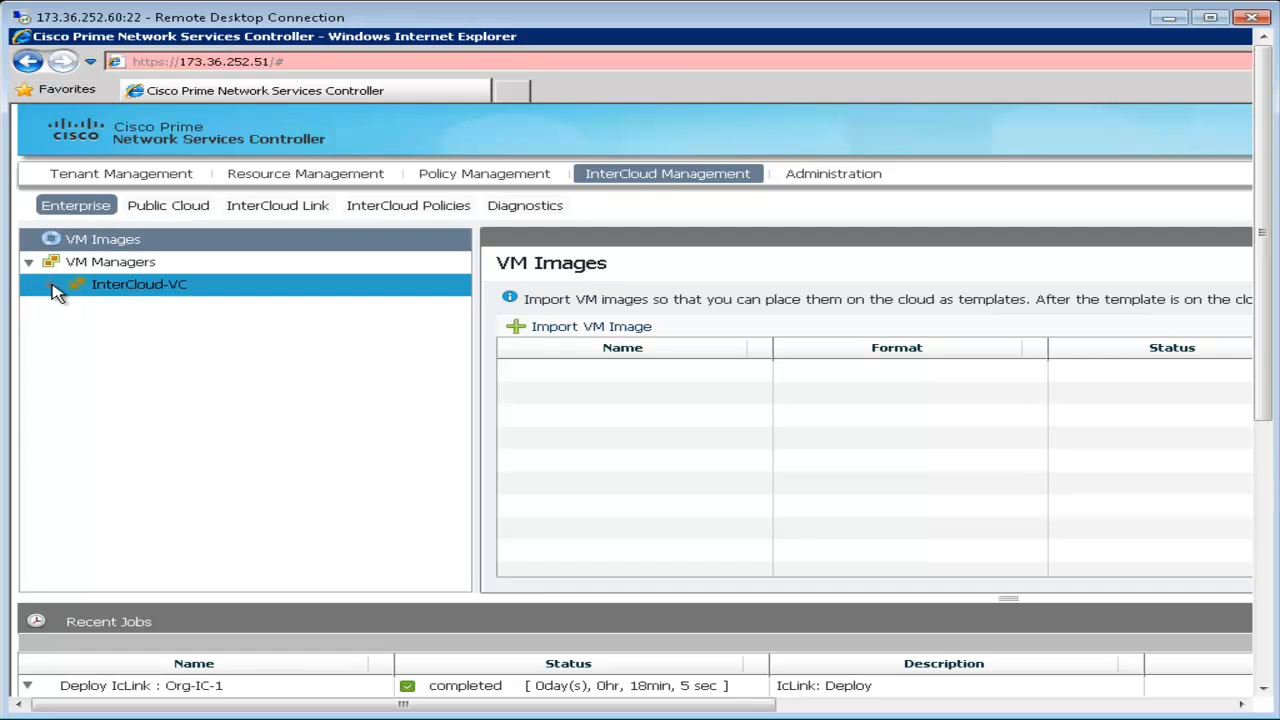 173.36.252.60:22 - Remote Desktop Connection
Cisco Prime Network Services Controller - Windows Internet Explorer
https://173.36.252.51/#
Favorites
Cisco Prime Network Services Controller
CISCO
Cisco Prime
Network Services Controller
Tenant Management
Resource Management
Policy Management
InterCloud Management
Administration
Enterprise
Public Cloud
InterCloud Link
InterCloud Policies
Diagnostics
VM Images
VM Managers
InterCloud-VC
VM Images
Import VM images so that you can place them on the cloud as templates. After the template is on the clo
Import VM Image
Name Format Status
Recent Jobs
Name Status Description
Deploy IcLink : Org-IC-1 completed [ 0day(s), 0hr, 18min, 5 sec ] IcLink: Deploy